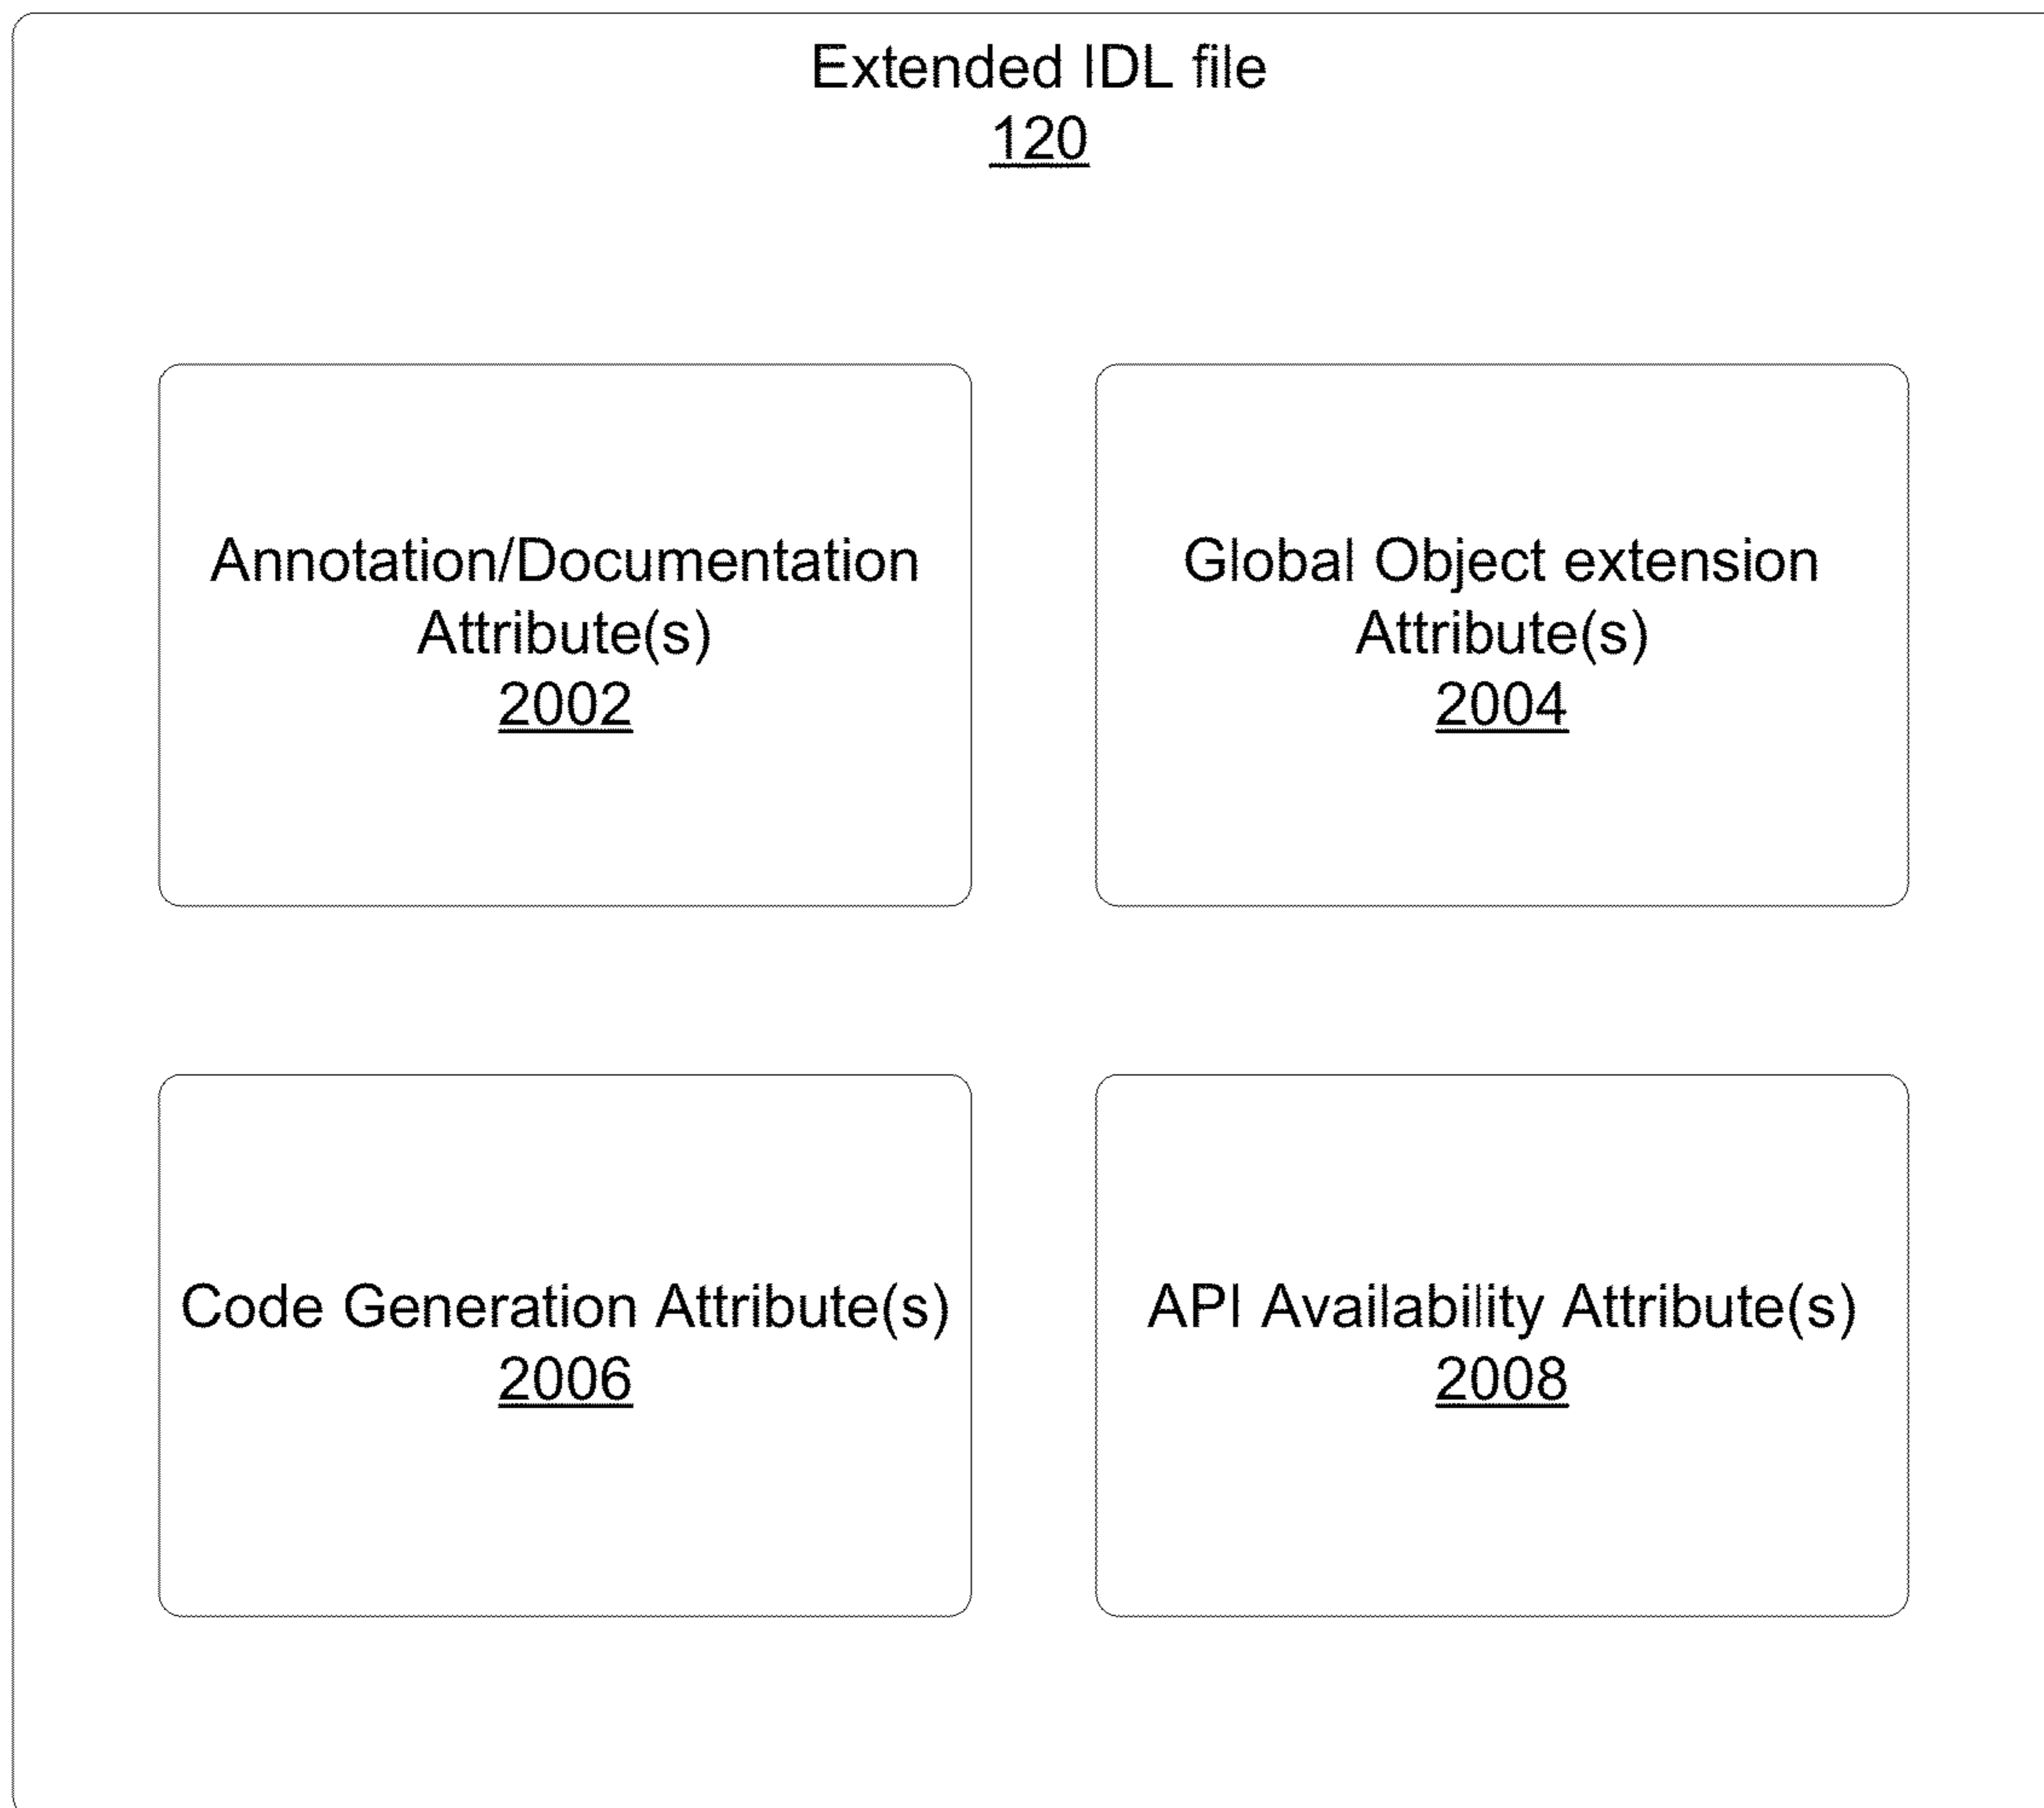 Extended IDL file
120
Annotation/Documentation
Attribute(s)
2002
Global Object extension
Attribute(s)
2004
Code Generation Attribute(s)
2006
API Availability Attribute(s)
2008